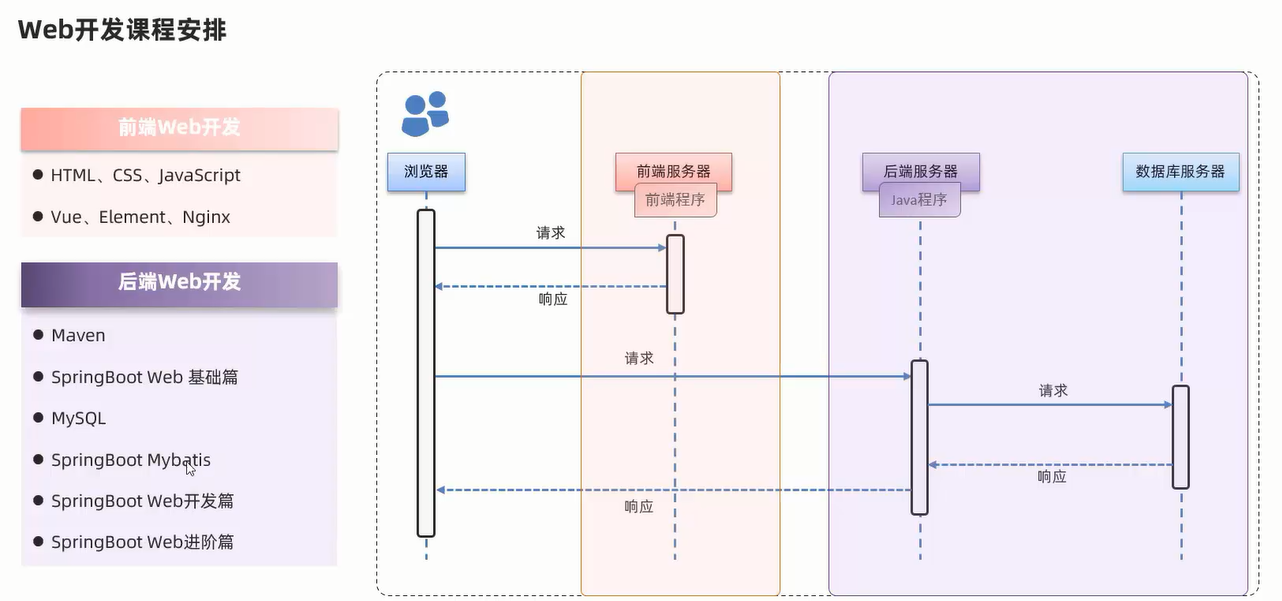 Web开发课程安排
前端Web开发
HTML、CSS、JavaScript
Vue、Element、Nginx
后端Web开发
Maven
SpringBoot Web 基础篇
MySQL
SpringBoot Mybatis
SpringBoot Web开发篇
SpringBoot Web进阶篇
浏览器
前端服务器
前端程序
后端服务器
Java程序
数据库服务器
请求
响应
请求
请求
响应
响应